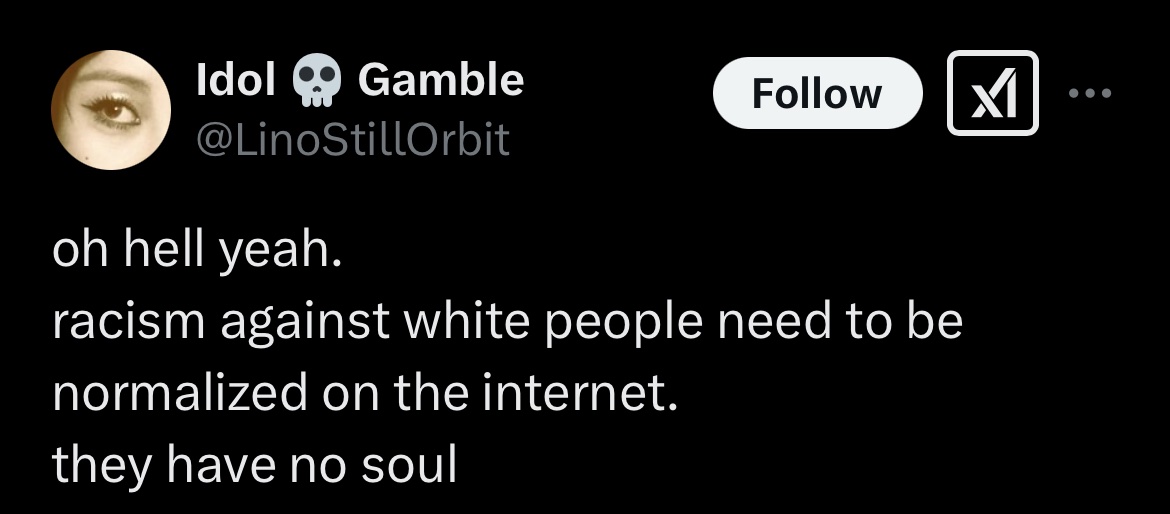 Idol 💀 Gamble
@LinoStillOrbit
Follow
oh hell yeah.
racism against white people need to be
normalized on the internet.
they have no soul